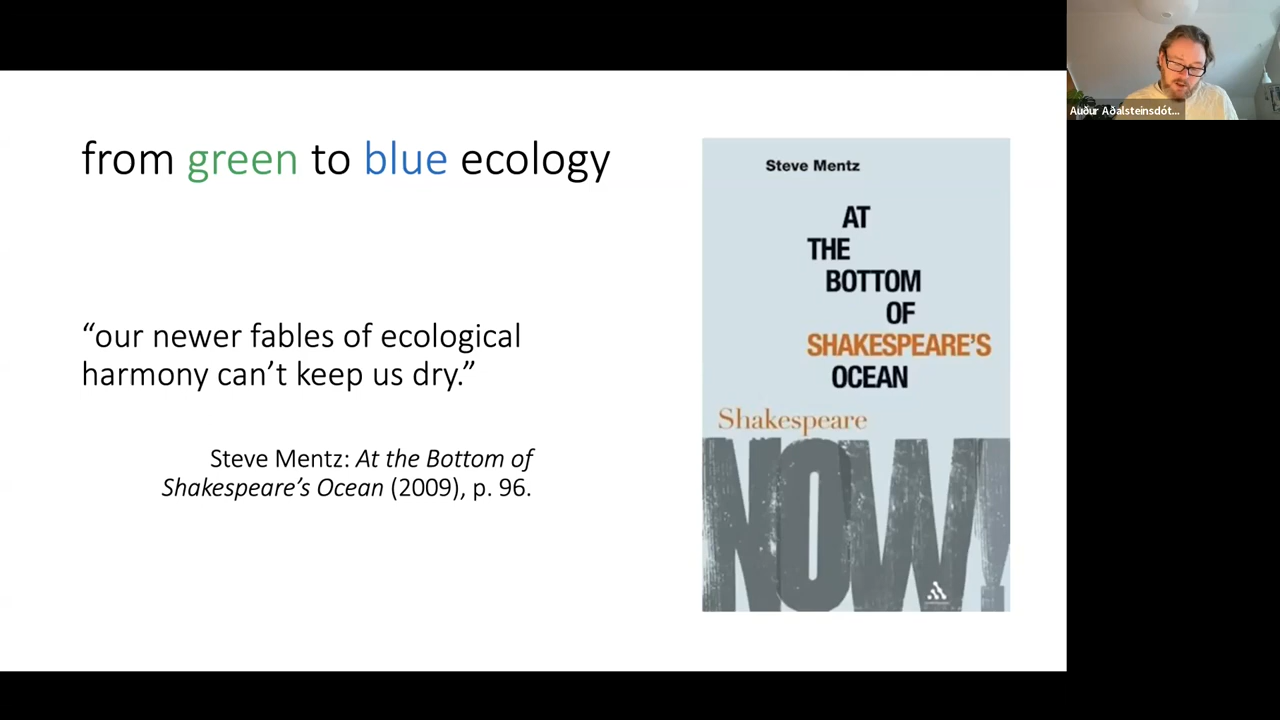 from green to blue ecology
“our newer fables of ecological
harmony can’t keep us dry.”
Steve Mentz: At the Bottom of
Shakespeare’s Ocean (2009), p. 96.
Steve Mentz
AT
THE
BOTTOM
OF
SHAKESPEARE'S
OCEAN
Shakespeare
NOW!
Auður Aðalsteinsdót...